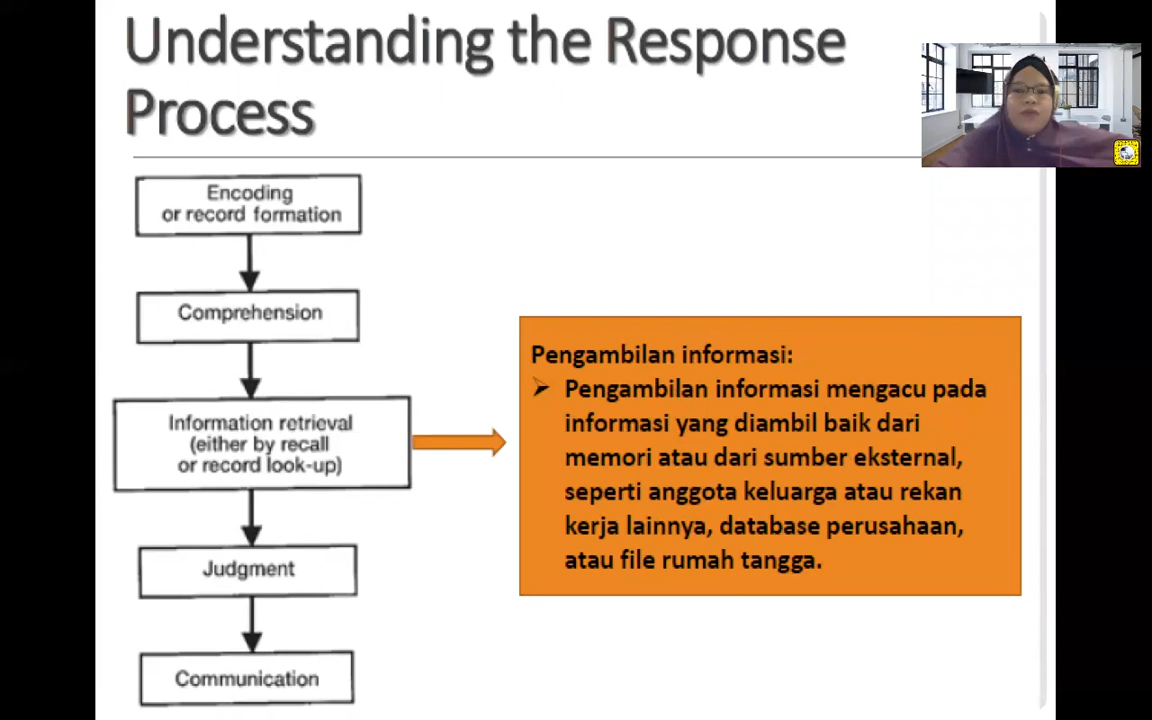 Understanding the Response
Process
Encoding
or record formation
Comprehension
Information retrieval
(either by recall
or record look-up)
Judgment
Communication
Pengambilan informasi:
Pengambilan informasi mengacu pada
informasi yang diambil baik dari
memori atau dari sumber eksternal,
seperti anggota keluarga atau rekan
kerja lainnya, database perusahaan,
atau file rumah tangga.